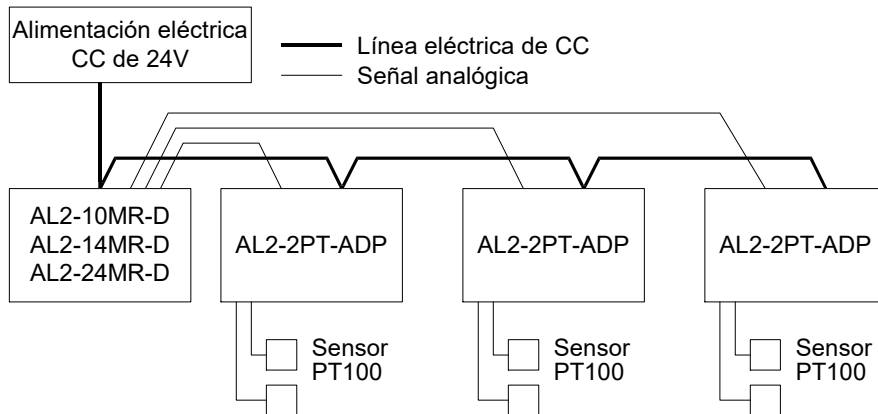 Alimentación eléctrica
CC de 24V
Línea eléctrica de CC
Señal analógica
AL2-10MR-D
AL2-14MR-D
AL2-24MR-D
AL2-2PT-ADP
AL2-2PT-ADP
AL2-2PT-ADP
Sensor
PT100
Sensor
PT100
Sensor
PT100